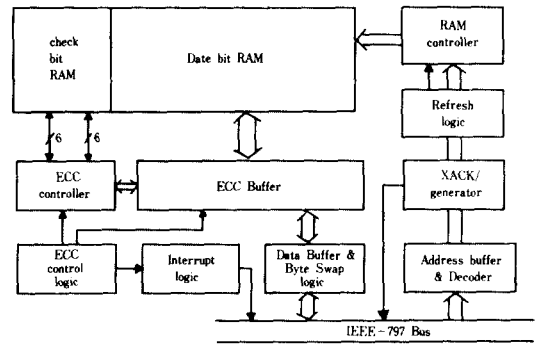 check
bit
RAM
Date bit RAM
RAM
controller
Refresh
logic
6
6
ECC
controller
ECC Buffer
XACK/
generator
ECC
control
logic
Interrupt
logic
Data Buffer &
Byte Swap
logic
Address buffer
& Decoder
IEEE-797 Bus